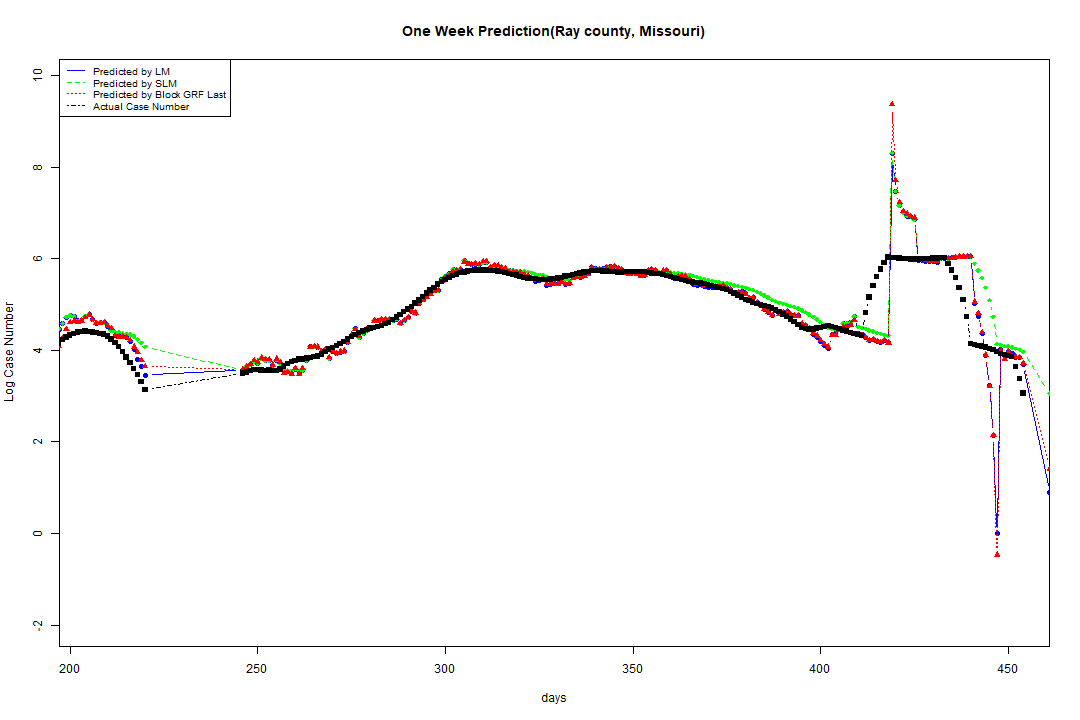 One Week Prediction(Ray county, Missouri)
Predicted by LM
Predicted by SLM
Predicted by Block GRF Last
Actual Case Number
10
8
6
4
2
0
-2
Log Case Number
200 250 300 350 400 450
days